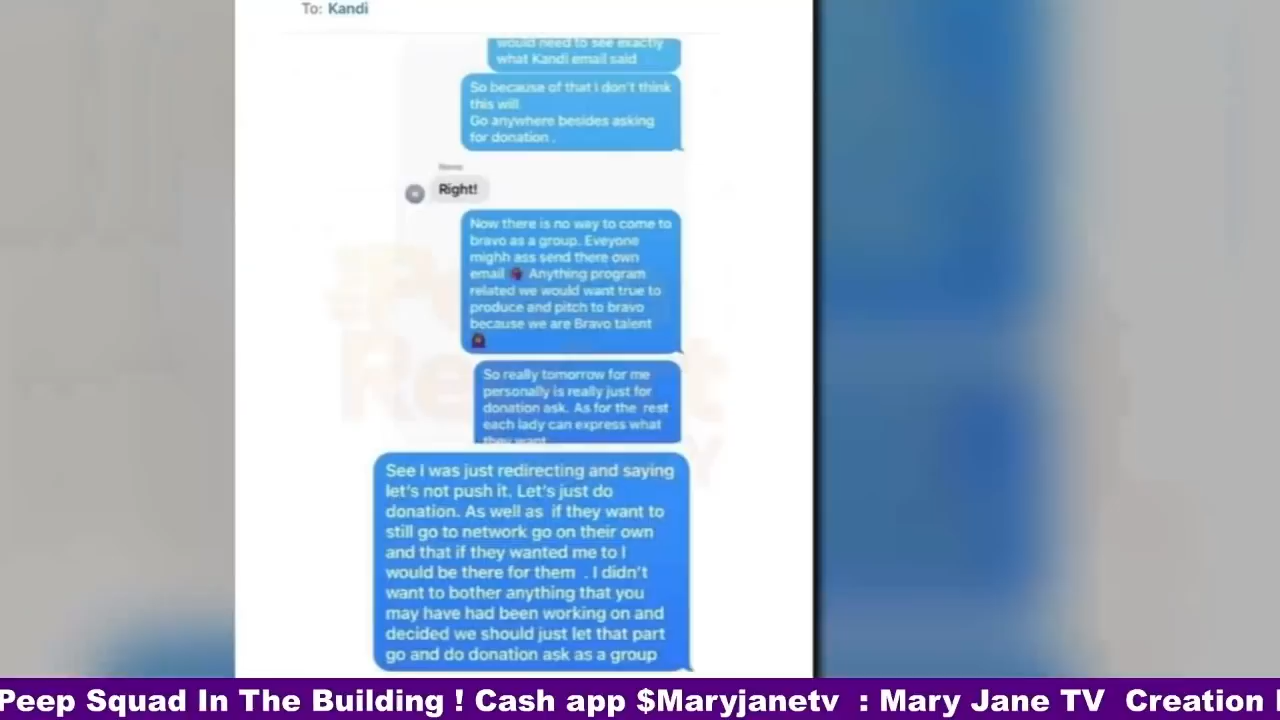 To: Kandi
would need to see exactly
what Kandi email said
So because of that I don't think
this will
Go anywhere besides asking
for donation .
Right!
Now there is no way to come to
bravo as a group. Eveyone
mighh ass send there own
email Anything program
related we would want true to
produce and pitch to bravo
because we are Bravo talent
So really tomorrow for me
personally is really just for
donation ask. As for the rest
each lady can express what
they want
See I was just redirecting and saying
let's not push it. Let's just do
donation. As well as if they want to
still go to network go on their own
and that if they wanted me to I
would be there for them . I didn't
want to bother anything that you
may have had been working on and
decided we should just let that part
go and do donation ask as a group
Peep Squad In The Building ! Cash app $Maryjanetv : Mary Jane TV Creation